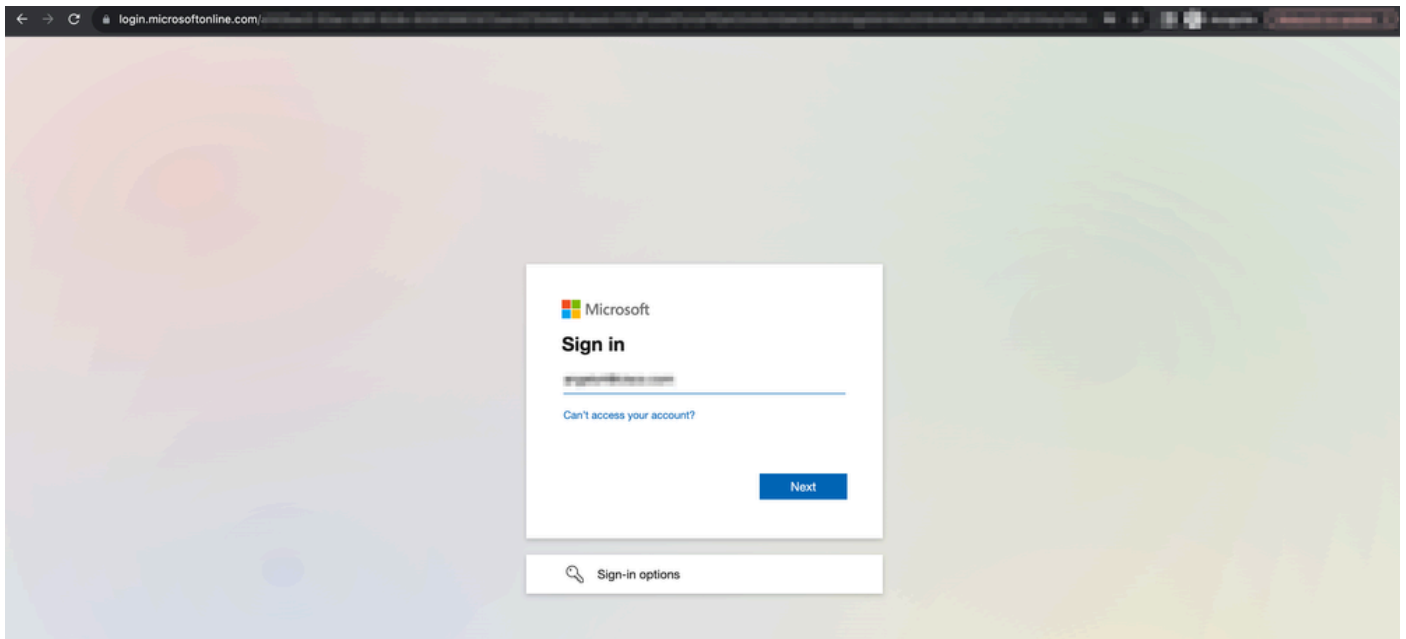 login.microsoftonline.com/
Microsoft
Sign in
Can't access your account?
Next
Sign-in options